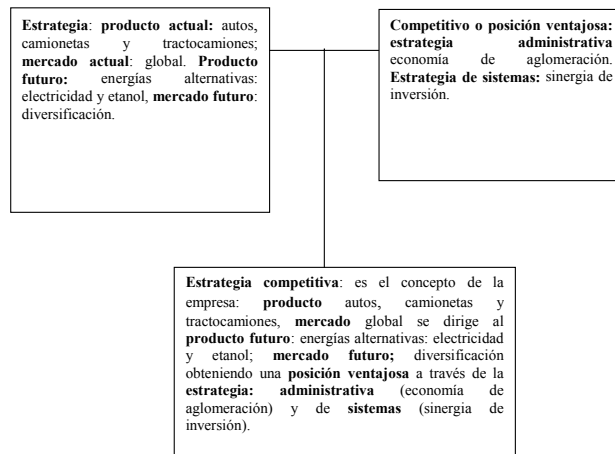 Estrategia: producto actual: autos,
camionetas y tractocamiones;
mercado actual: global. Producto
futuro: energías alternativas:
electricidad y etanol, mercado futuro:
diversificación.
Competitivo o posición ventajosa:
estrategia administrativa
economía de aglomeración.
Estrategia de sistemas: sinergia de
inversión.
Estrategia competitiva: es el concepto de la
empresa: producto autos, camionetas y
tractocamiones, mercado global se dirige al
producto futuro: energías alternativas: electricidad
y etanol; mercado futuro; diversificación
obteniendo una posición ventajosa a través de la
estrategia: administrativa (economía de
aglomeración) y de sistemas (sinergia de
inversión).